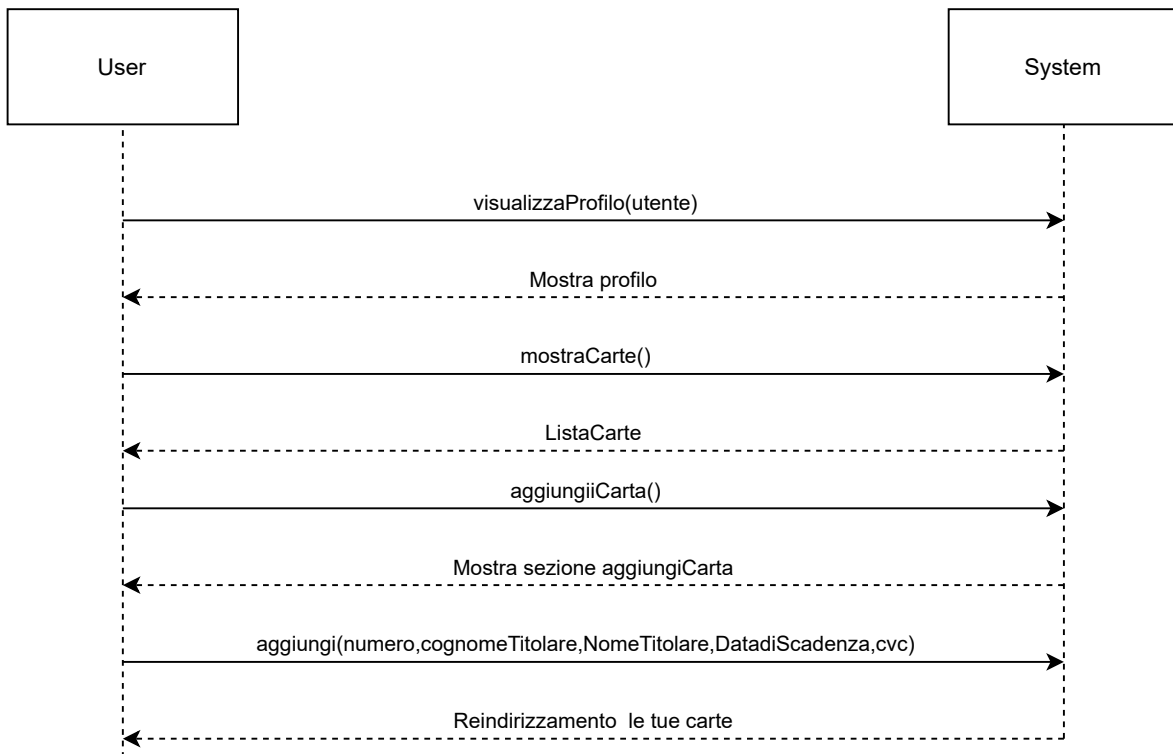 User
System
visualizzaProfilo(utente)
Mostra profilo
mostraCarte()
ListaCarte
aggiungiiCarta()
Mostra sezione aggiungiCarta
aggiungi(numero,cognomeTitolare,NomeTitolare,DatadiScadenza,cvc)
Reindirizzamento  le tue carte